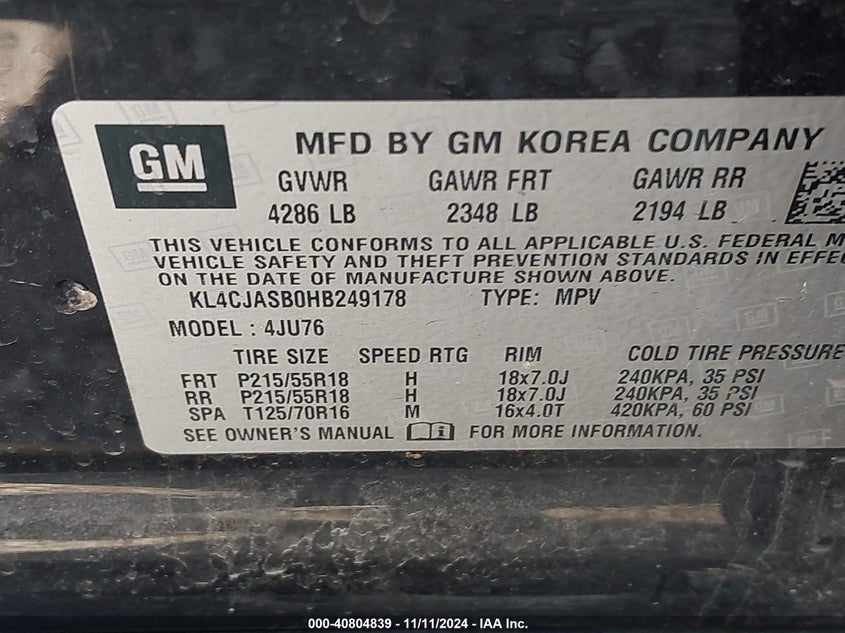 GM
MFD BY GM KOREA COMPANY
GVWR GAWR FRT GAWR RR
4286 LB 2348 LB 2194 LB
THIS VEHICLE CONFORMS TO ALL APPLICABLE U.S. FEDERAL M
VEHICLE SAFETY AND THEFT PREVENTION STANDARDS IN EFFE
ON THE DATE OF MANUFACTURE SHOWN ABOVE.
KL4CJASB0HB249178 TYPE: MPV
MODEL : 4JU76
TIRE SIZE SPEED RTG RIM COLD TIRE PRESSURE
FRT P215/55R18 H 18x7.0J 240KPA, 35 PSI
RR P215/55R18 H 18x7.0J 240KPA, 35 PSI
SPA T125/70R16 M 16x4.0T 420KPA, 60 PSI
SEE OWNER'S MANUAL FOR MORE INFORMATION.
000-40804839 - 11/11/2024 - IAA Inc.